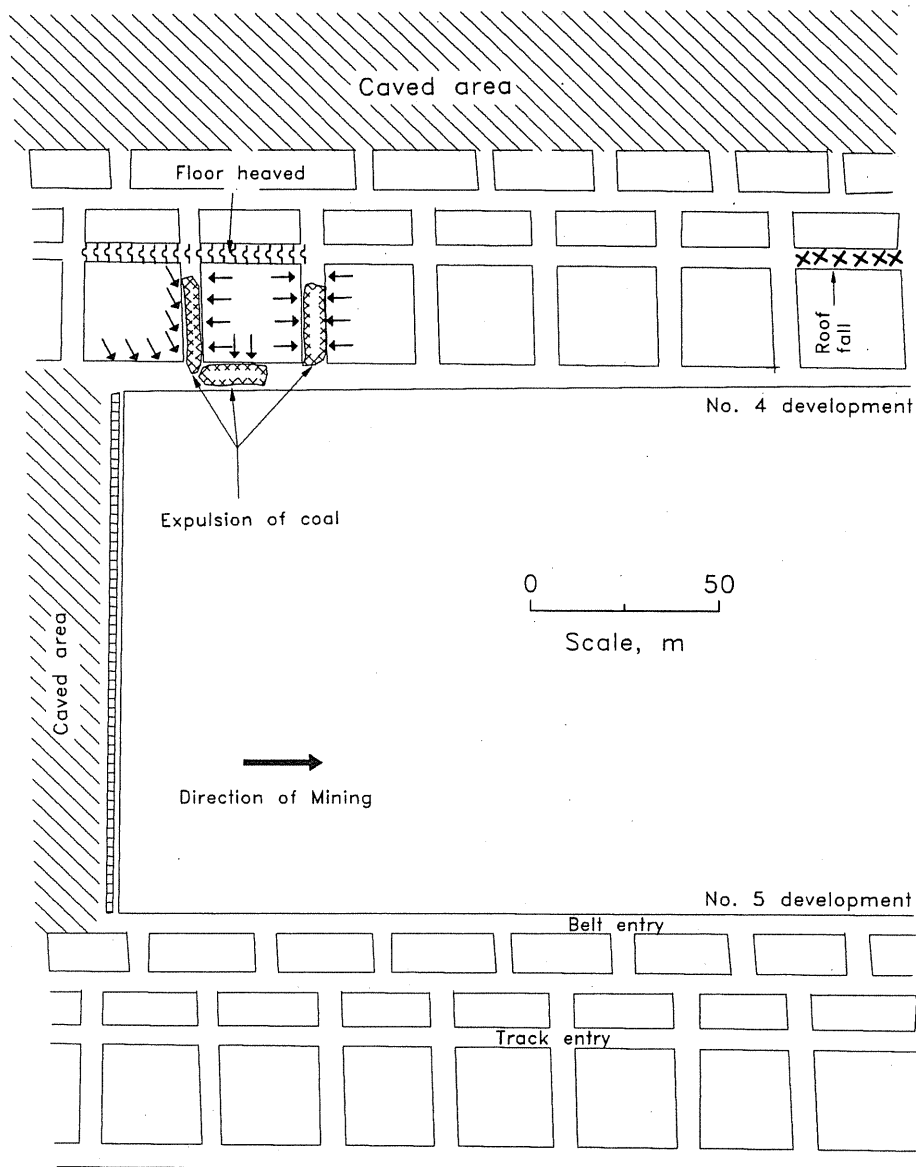 Caved area
Floor heaved
Roof
fall
No. 4 development
Expulsion of coal
0 50
Scale, m
Caved area
Direction of Mining
No. 5 development
Belt entry
Track entry